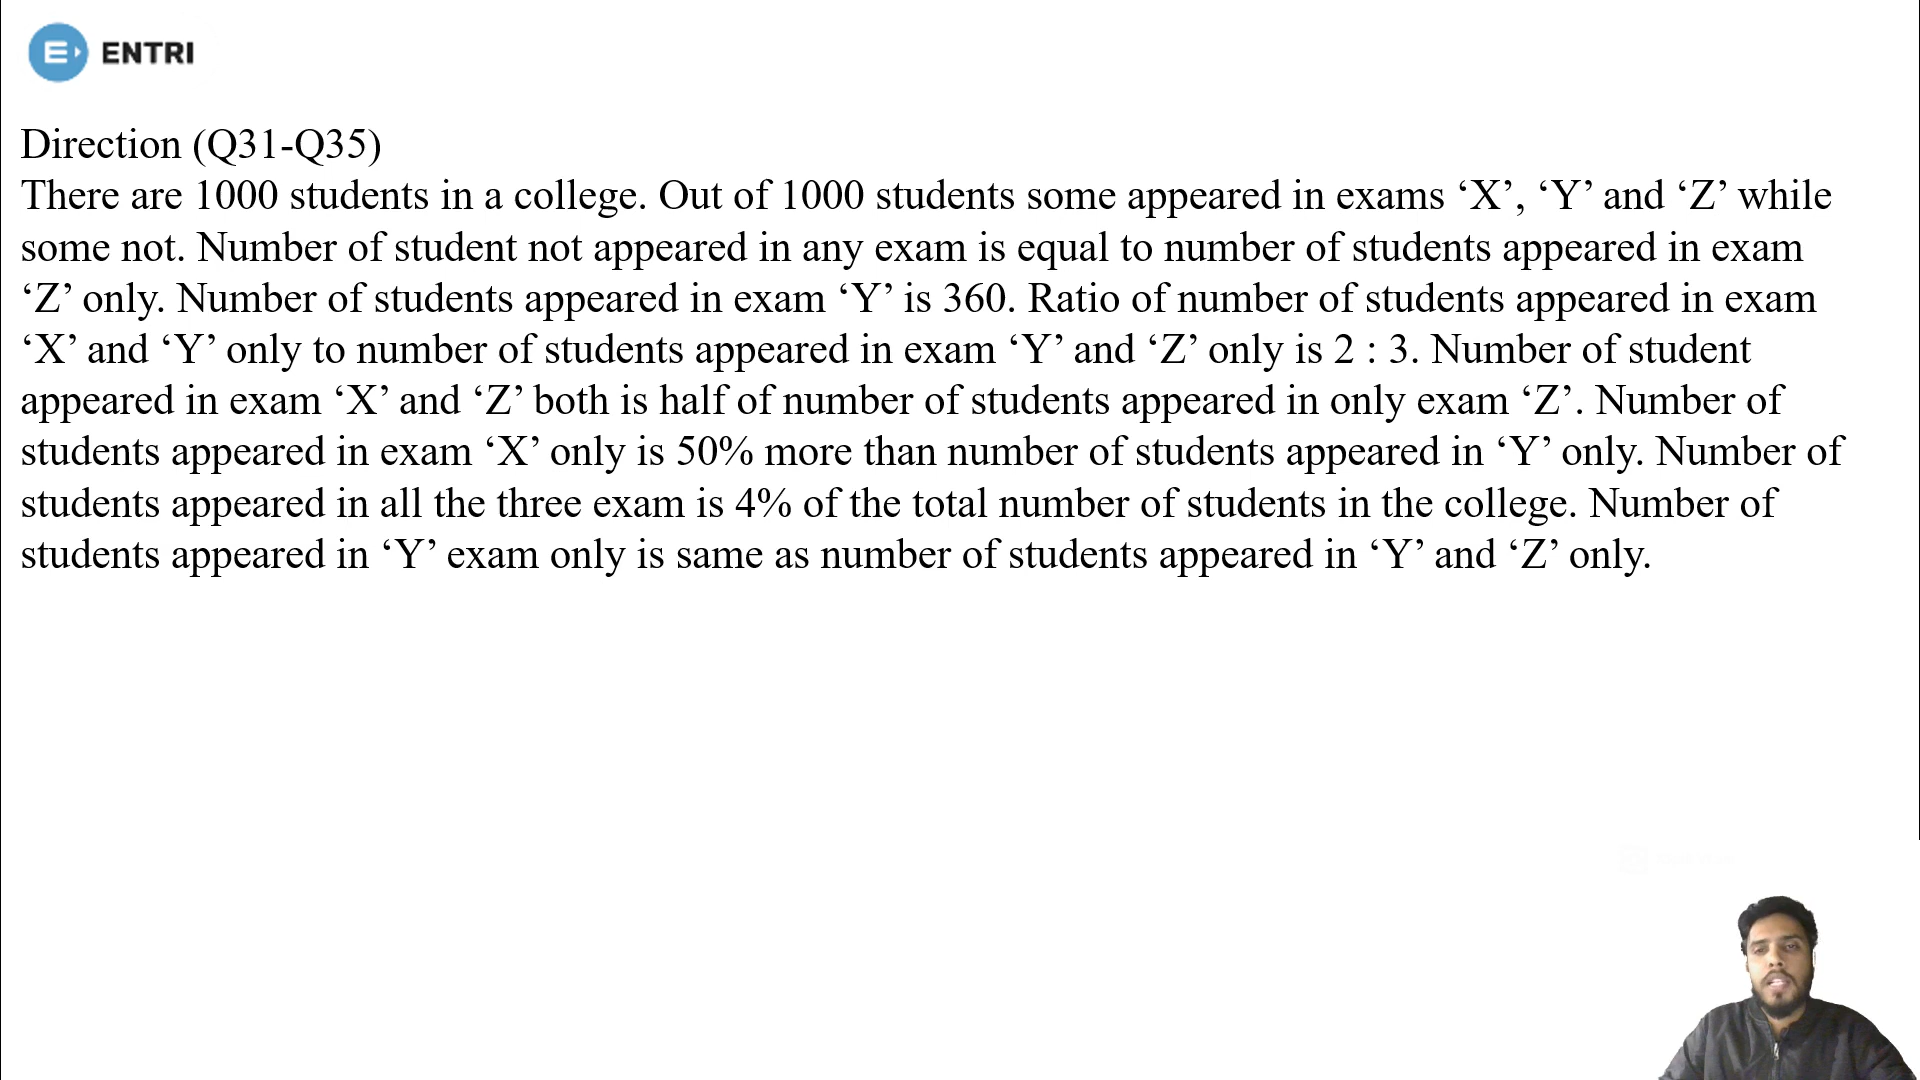 ENTRI
Direction (Q31-Q35)
There are 1000 students in a college. Out of 1000 students some appeared in exams ‘X’, ‘Y’ and ‘Z’ while
some not. Number of student not appeared in any exam is equal to number of students appeared in exam
‘Z’ only. Number of students appeared in exam ‘Y’ is 360. Ratio of number of students appeared in exam
‘X’ and ‘Y’ only to number of students appeared in exam ‘Y’ and ‘Z’ only is 2 : 3. Number of student
appeared in exam ‘X’ and ‘Z’ both is half of number of students appeared in only exam ‘Z’. Number of
students appeared in exam ‘X’ only is 50% more than number of students appeared in ‘Y’ only. Number of
students appeared in all the three exam is 4% of the total number of students in the college. Number of
students appeared in ‘Y’ exam only is same as number of students appeared in ‘Y’ and ‘Z’ only.